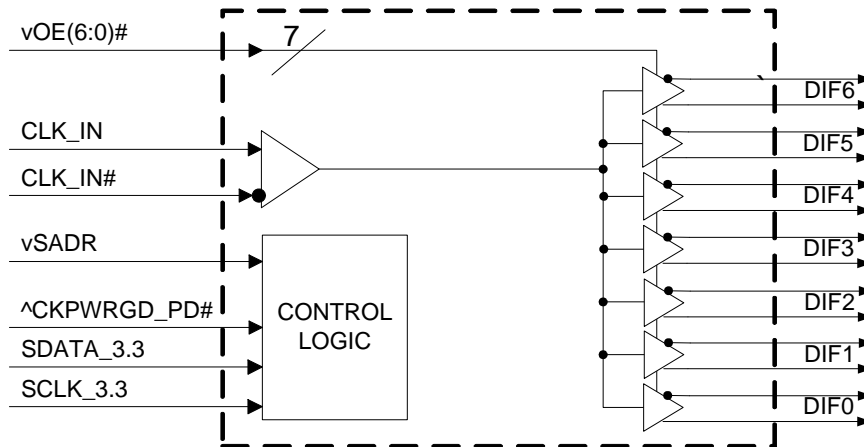 vOE(6:0)#
7
DIF6
CLK_IN
DIF5
CLK_IN#
DIF4
vSADR
DIF3
^CKPWRGD_PD#
CONTROL
LOGIC
DIF2
SDATA_3.3
DIF1
SCLK_3.3
DIF0